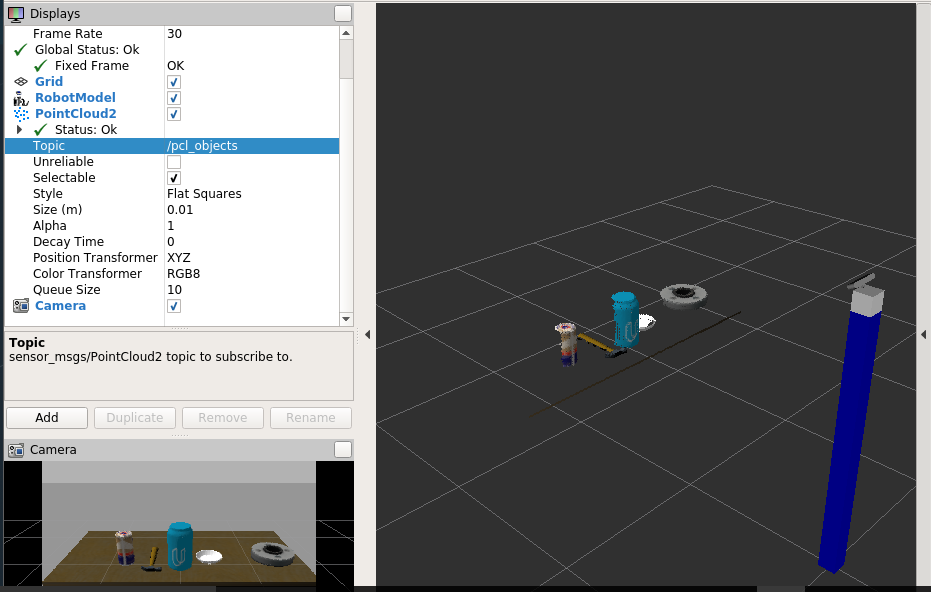 Displays
Frame Rate 30
Global Status: Ok
Fixed Frame OK
Grid
RobotModel
PointCloud2
Status: Ok
Topic /pcl_objects
Unreliable
Selectable
Style Flat Squares
Size (m) 0.01
Alpha 1
Decay Time 0
Position Transformer XYZ
Color Transformer RGB8
Queue Size 10
Camera
Topic
sensor_msgs/PointCloud2 topic to subscribe to.
Add Duplicate Remove Rename
Camera